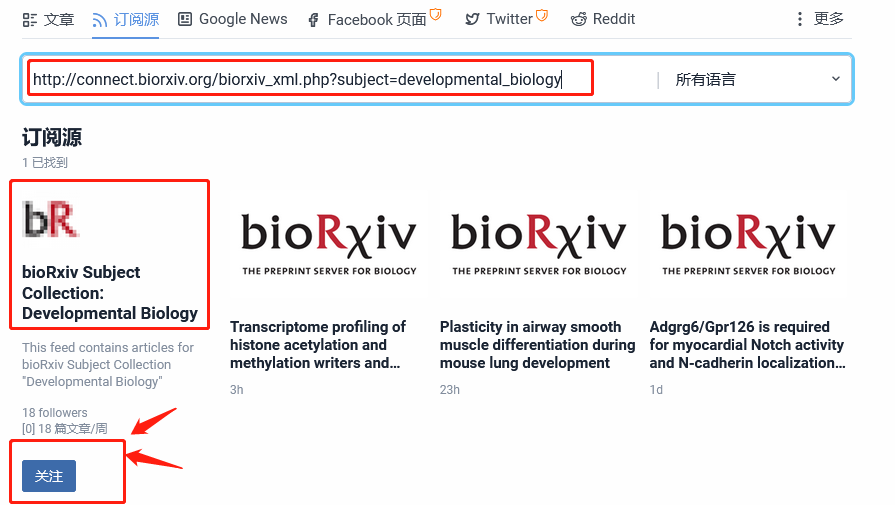 文章 订阅源 Google News Facebook 页面 Twitter Reddit 更多
http://connect.biorxiv.org/biorxiv_xml.php?subject=developmental_biology 所有语言
订阅源
1 已找到
bR
bioRxiv Subject
Collection:
Developmental Biology
This feed contains articles for
bioRxiv Subject Collection
"Developmental Biology"
18 followers
[0] 18 篇文章/周
关注
bioRxiv
THE PREPRINT SERVER FOR BIOLOGY
Transcriptome profiling of
histone acetylation and
methylation writers and...
3h
bioRxiv
THE PREPRINT SERVER FOR BIOLOGY
Plasticity in airway smooth
muscle differentiation during
mouse lung development
23h
bioRxiv
THE PREPRINT SERVER FOR BIOLOGY
Adgrg6/Gpr126 is required
for myocardial Notch activity
and N-cadherin localization...
1d